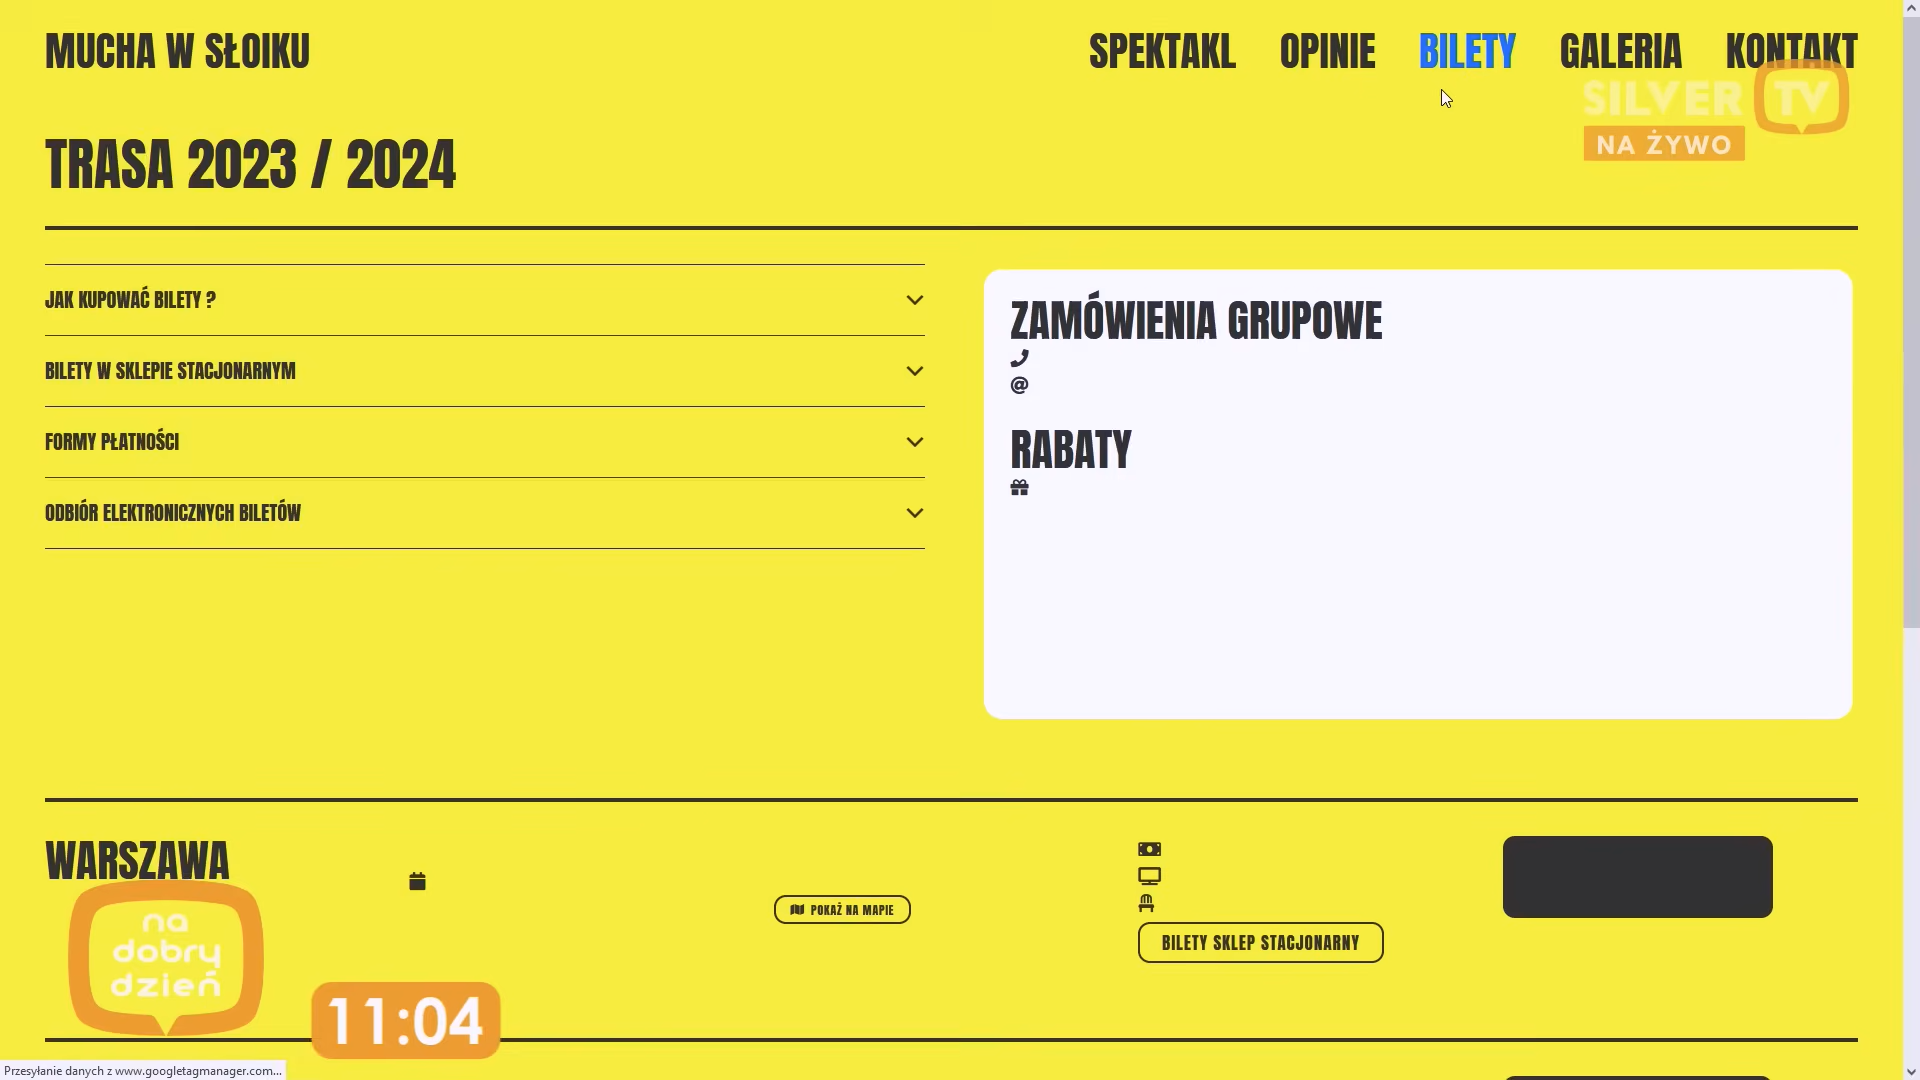 MUCHA W SŁOIKU
SPEKTAKL OPINIE BILETY GALERIA KONTAKT
SILVER TV
NA ŻYWO
TRASA 2023 / 2024
JAK KUPOWAĆ BILETY ?
BILETY W SKLEPIE STACJONARNYM
FORMY PŁATNOŚCI
ODBIÓR ELEKTRONICZNYCH BILETÓW
ZAMÓWIENIA GRUPOWE
RABATY
WARSZAWA
POKAŻ NA MAPIE
BILETY SKLEP STACJONARNY
na
dobry
dzień
11:04
Przesyłanie danych z www.googletagmanager.com...